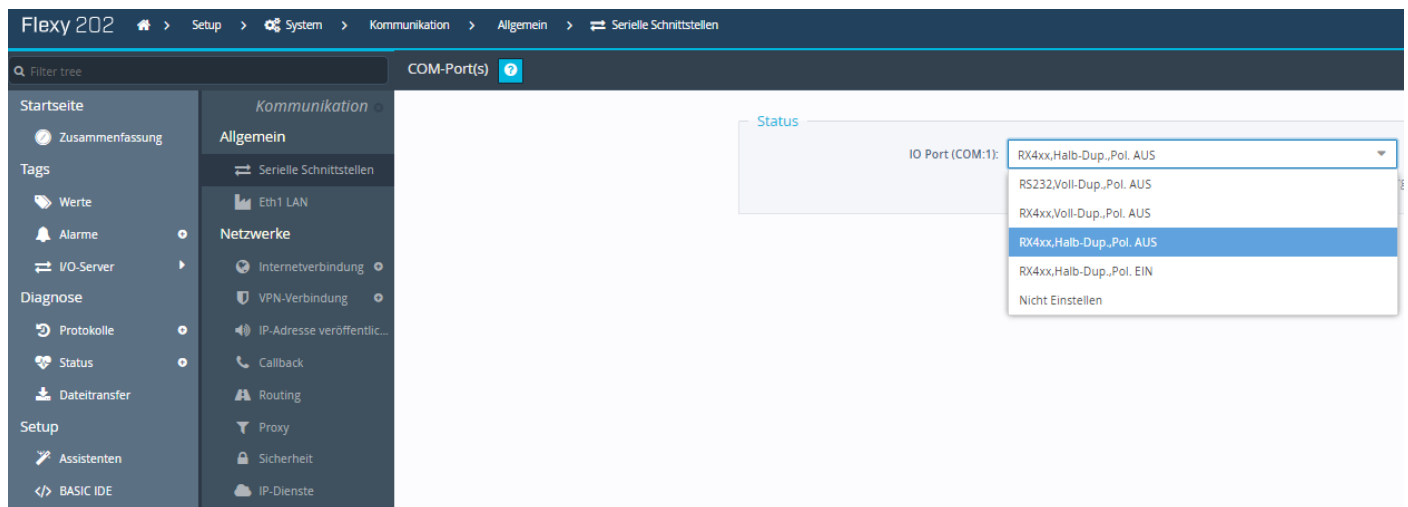 Flexy 202 > Setup > System > Kommunikation > Allgemein > Serielle Schnittstellen
Filter tree
Startseite
Zusammenfassung
Tags
Werte
Alarme
I/O-Server
Diagnose
Protokolle
Status
Dateitransfer
Setup
Assistenten
</> BASIC IDE
Kommunikation
Allgemein
Serielle Schnittstellen
Eth1 LAN
Netzwerke
Internetverbindung
VPN-Verbindung
IP-Adresse veröffentlic...
Callback
Routing
Proxy
Sicherheit
IP-Dienste
COM-Port(s) ?
Status
IO Port (COM:1): RX4xx,Halb-Dup.,Pol. AUS
RS232,Voll-Dup.,Pol. AUS
RX4xx,Voll-Dup.,Pol. AUS
RX4xx,Halb-Dup.,Pol. AUS
RX4xx,Halb-Dup.,Pol. EIN
Nicht Einstellen